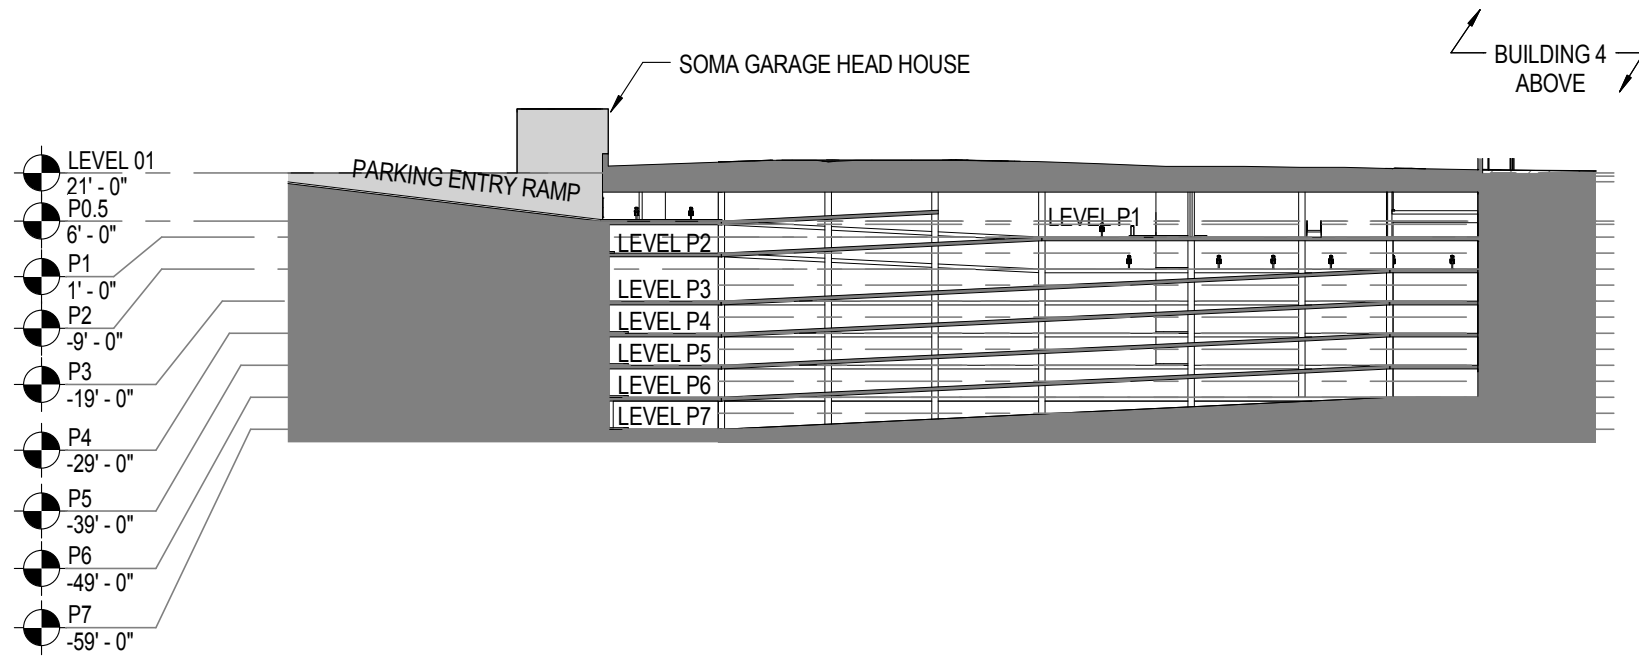 SOMA GARAGE HEAD HOUSE
BUILDING 4
ABOVE
LEVEL 01
21' - 0"
PARKING ENTRY RAMP
P0.5
6' - 0"
P1
1' - 0"
P2
-9' - 0"
P3
-19' - 0"
P4
-29' - 0"
P5
-39' - 0"
P6
-49' - 0"
P7
-59' - 0"
LEVEL P1
LEVEL P2
LEVEL P3
LEVEL P4
LEVEL P5
LEVEL P6
LEVEL P7